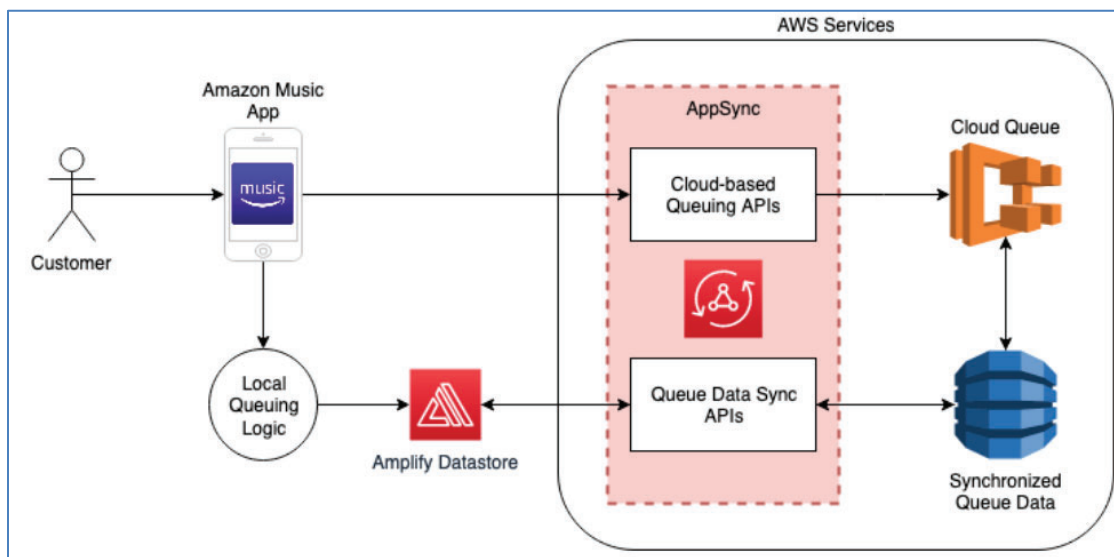 AWS Services
Amazon Music
App
music
Customer
AppSync
Cloud-based
Queuing APIs
Cloud Queue
Local
Queuing
Logic
Amplify Datastore
Queue Data Sync
APIs
Synchronized
Queue Data